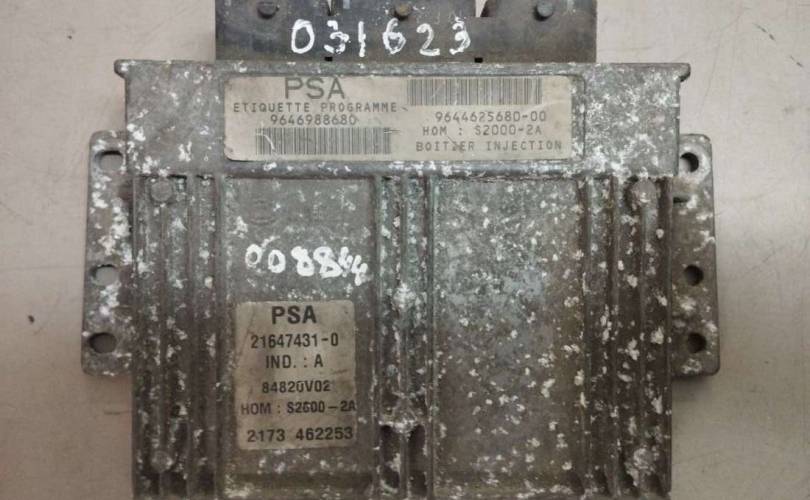 031623
PSA
ETIQUETTE PROGRAMME
9646988680
9644625680-00
HOM : S2000-2A
BOITIER INJECTION
008844
PSA
21647431-0
IND. : A
84820V02
HOM : S2600-2A
2173 462253